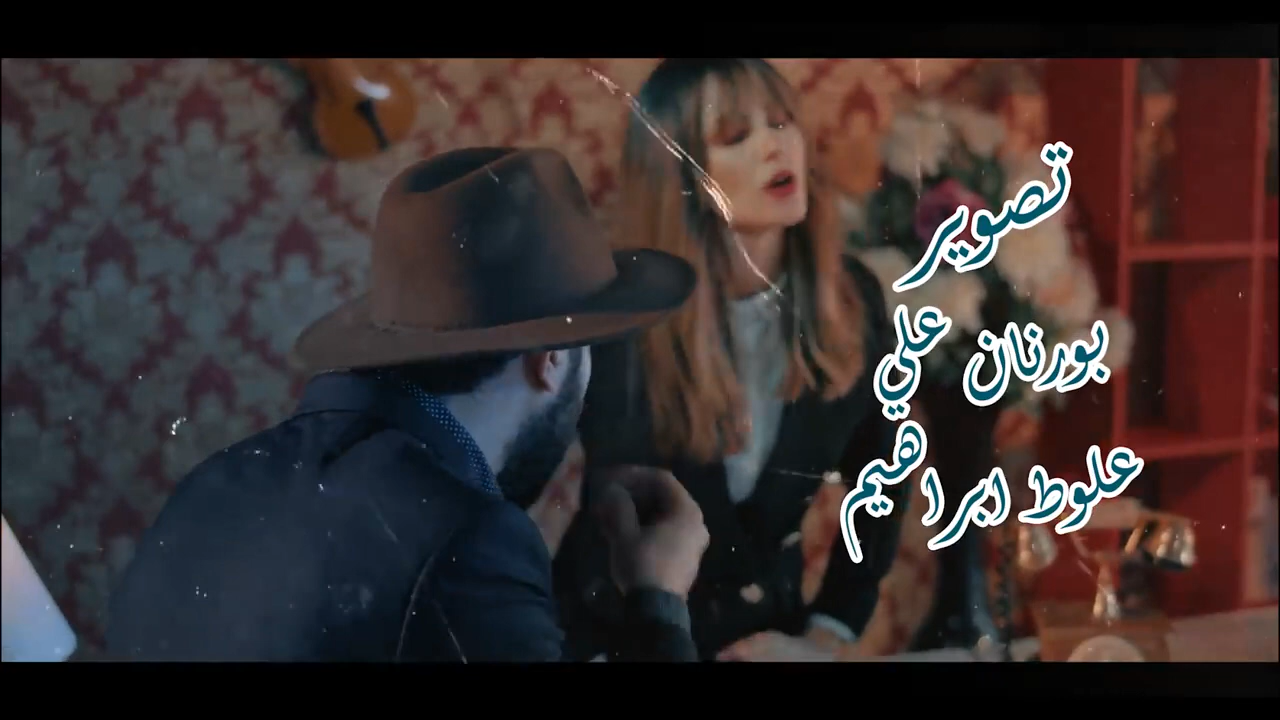 تصوير
بورنان علي
علوط ابراهيم